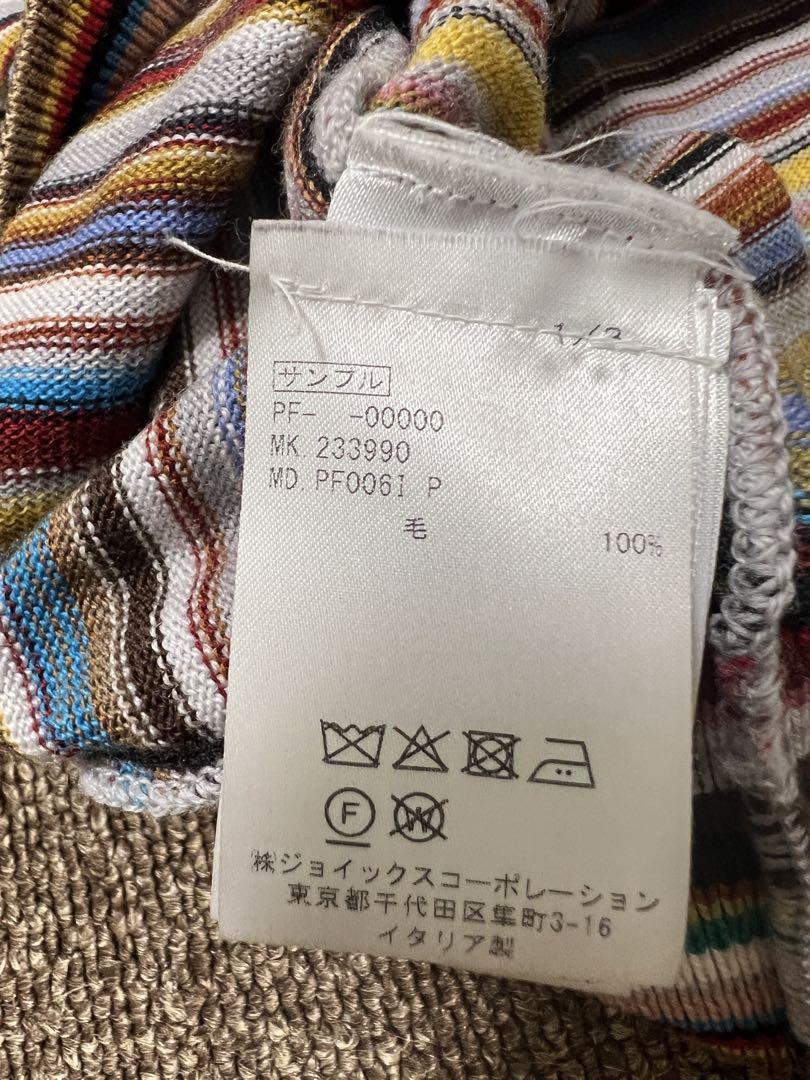 1/3
サンプル
PF- -00000
MK 233990
MD. PF006I P
毛 100%
F
W
(株)ジョイックスコーポレーション
東京都千代田区隼町3-16
イタリア製